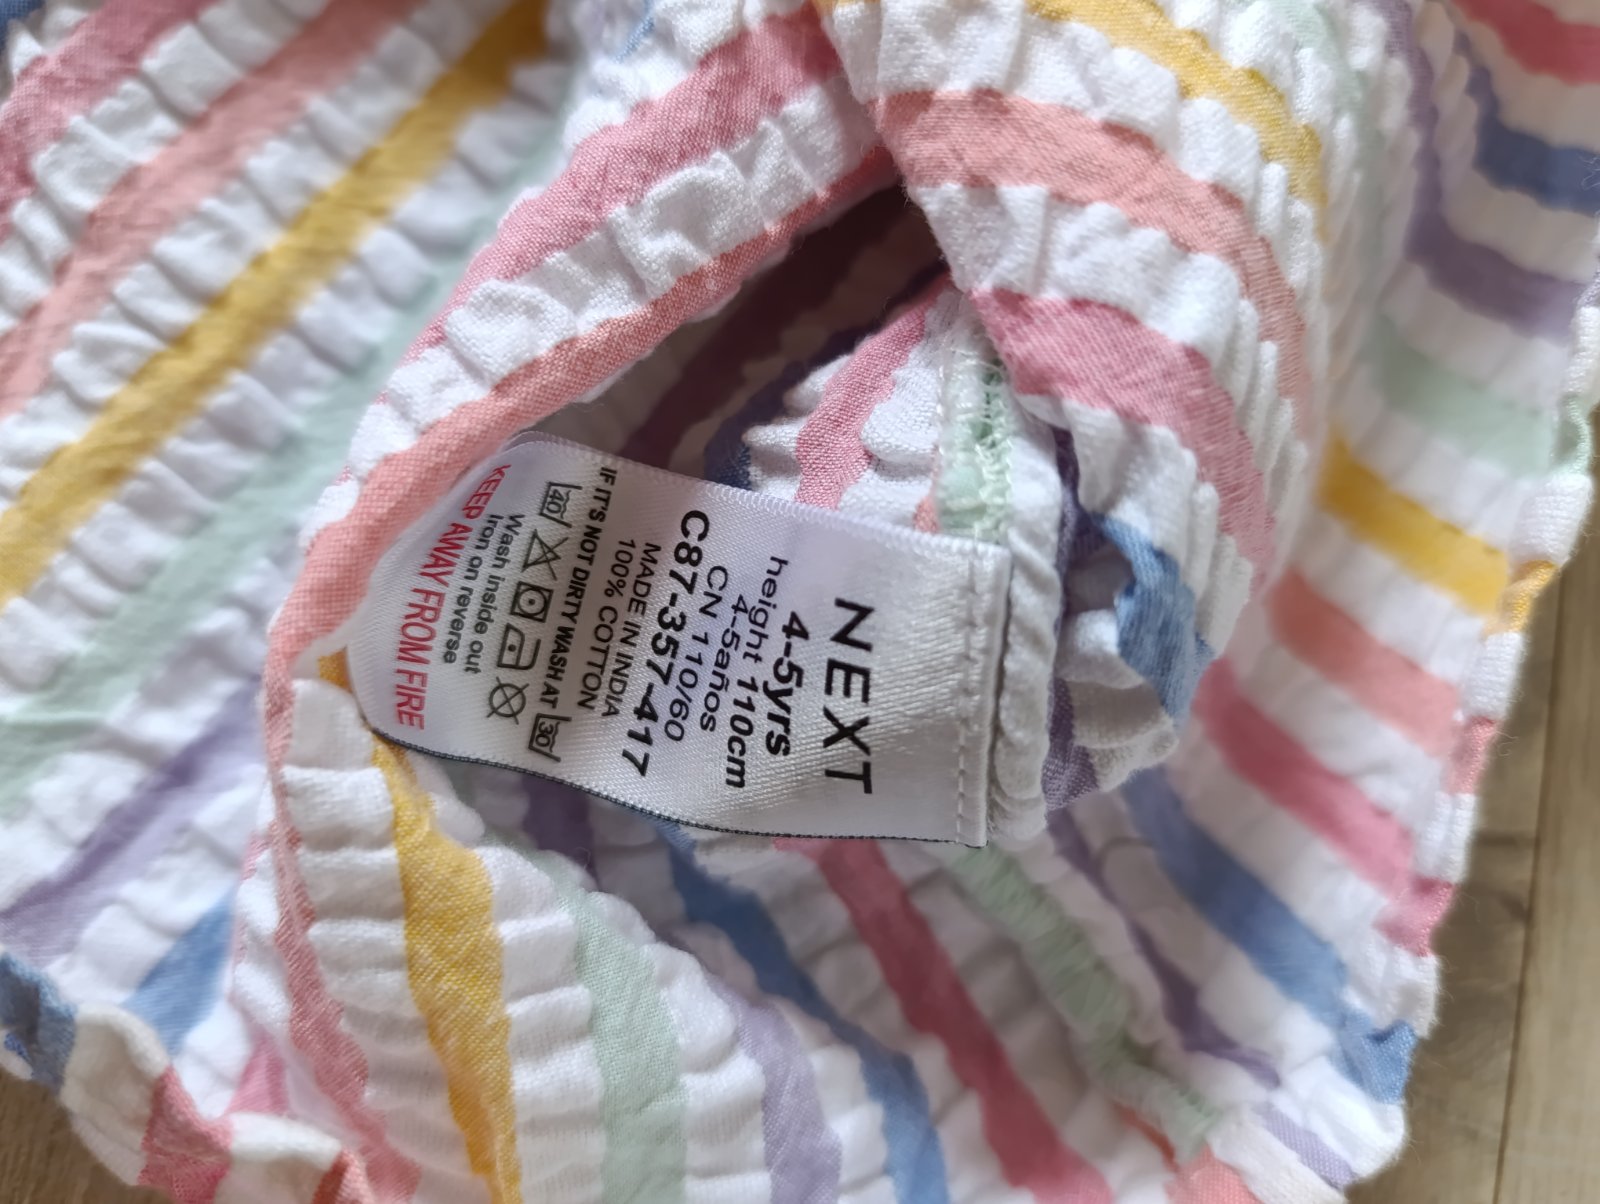 NEXT
4-5yrs
height 110cm
4-5años
CN 110/60
C87-357-417
MADE IN INDIA
100% COTTON
IF IT'S NOT DIRTY WASH AT 30
40
Wash inside out
Iron on reverse
KEEP AWAY FROM FIRE